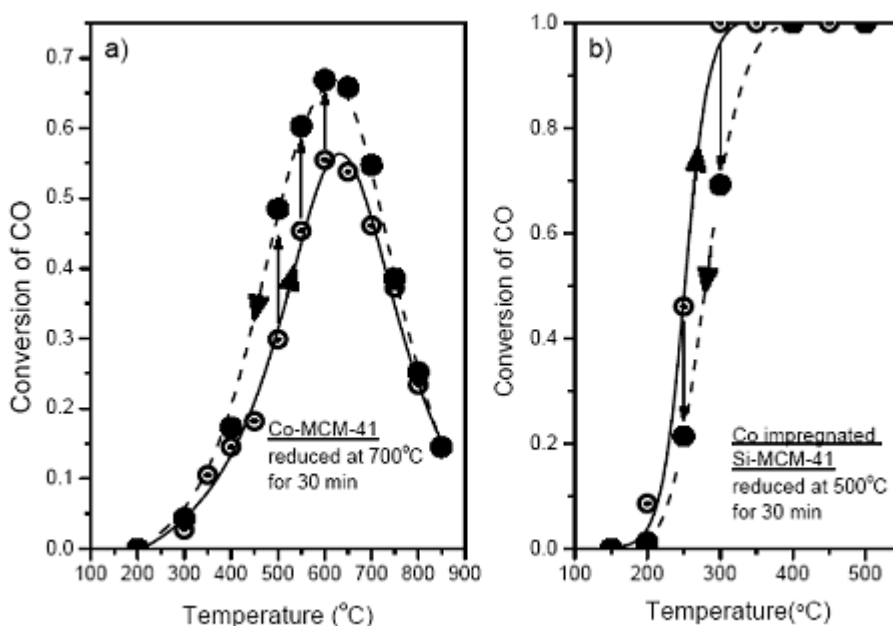 a)
Conversion of CO
0.7
0.6
0.5
0.4
0.3
0.2
0.1
0.0
Co-MCM-41
reduced at 700°C
for 30 min
100 200 300 400 500 600 700 800 900
Temperature (°C)
b)
Conversion of CO
1.0
0.8
0.6
0.4
0.2
0.0
Co impregnated
Si-MCM-41
reduced at 500°C
for 30 min
100 200 300 400 500
Temperature(°C)